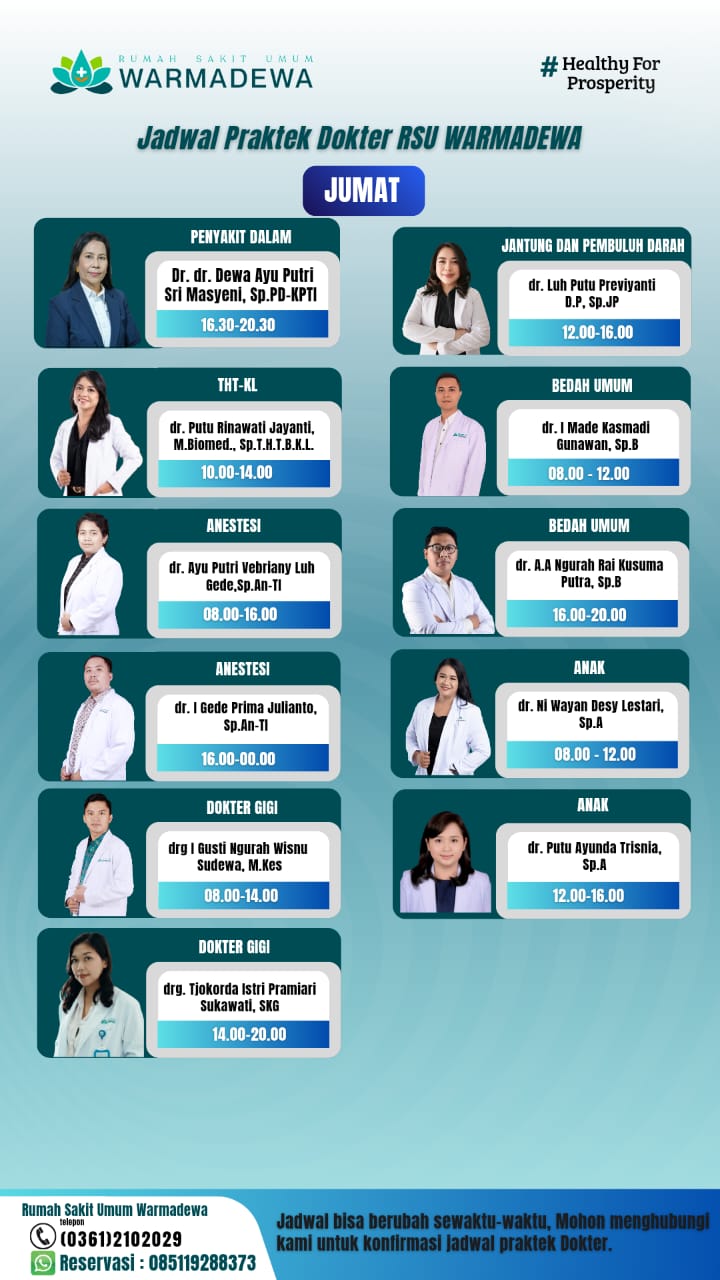 RUMAH SAKIT UMUM
WARMADEWA
# Healthy For
Prosperity
Jadwal Praktek Dokter RSU WARMADEWA
JUMAT
PENYAKIT DALAM
Dr. dr. Dewa Ayu Putri
Sri Masyeni, Sp.PD-KPTI
16.30-20.30
THT-KL
dr. Putu Rinawati Jayanti,
M.Biomed., Sp.T.H.T.B.K.L.
10.00-14.00
ANESTESI
dr. Ayu Putri Vebriany Luh
Gede,Sp.An-TI
08.00-16.00
ANESTESI
dr. I Gede Prima Julianto,
Sp.An-TI
16.00-00.00
DOKTER GIGI
drg I Gusti Ngurah Wisnu
Sudewa, M.Kes
08.00-14.00
DOKTER GIGI
drg. Tjokorda Istri Pramiari
Sukawati, SKG
14.00-20.00
JANTUNG DAN PEMBULUH DARAH
dr. Luh Putu Previyanti
D.P, Sp.JP
12.00-16.00
BEDAH UMUM
dr. I Made Kasmadi
Gunawan, Sp.B
08.00 - 12.00
BEDAH UMUM
dr. A.A Ngurah Rai Kusuma
Putra, Sp.B
16.00-20.00
ANAK
dr. Ni Wayan Desy Lestari,
Sp.A
08.00 - 12.00
ANAK
dr. Putu Ayunda Trisnia,
Sp.A
12.00-16.00
Rumah Sakit Umum Warmadewa
telepon
(0361)2102029
Reservasi : 085119288373
Jadwal bisa berubah sewaktu-waktu, Mohon menghubungi
kami untuk konfirmasi jadwal praktek Dokter.